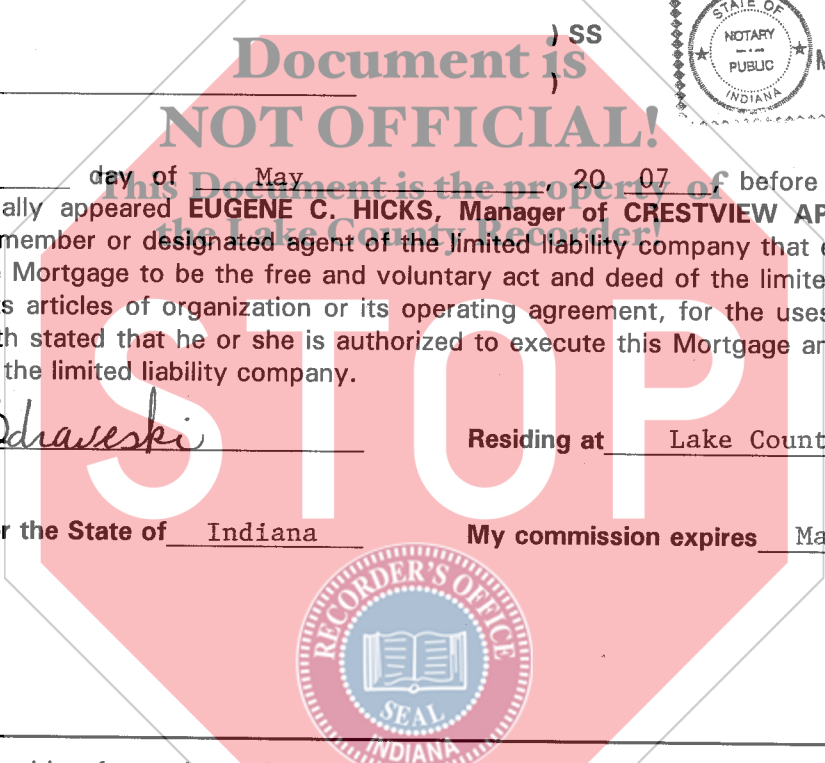 ) SS
)
STATE OF
NOTARY
PUBLIC
INDIANA
Document is
NOT OFFICIAL!
This Document is the property of
the Lake County Recorder!
day of May, 20 07, before
ally appeared EUGENE C. HICKS, Manager of CRESTVIEW AP
member or designated agent of the limited liability company that e
Mortgage to be the free and voluntary act and deed of the limite
s articles of organization or its operating agreement, for the uses
th stated that he or she is authorized to execute this Mortgage an
the limited liability company.
STOP
Residing at Lake Count
r the State of Indiana My commission expires Ma
RECORDER'S OFFICE
SEAL
INDIANA